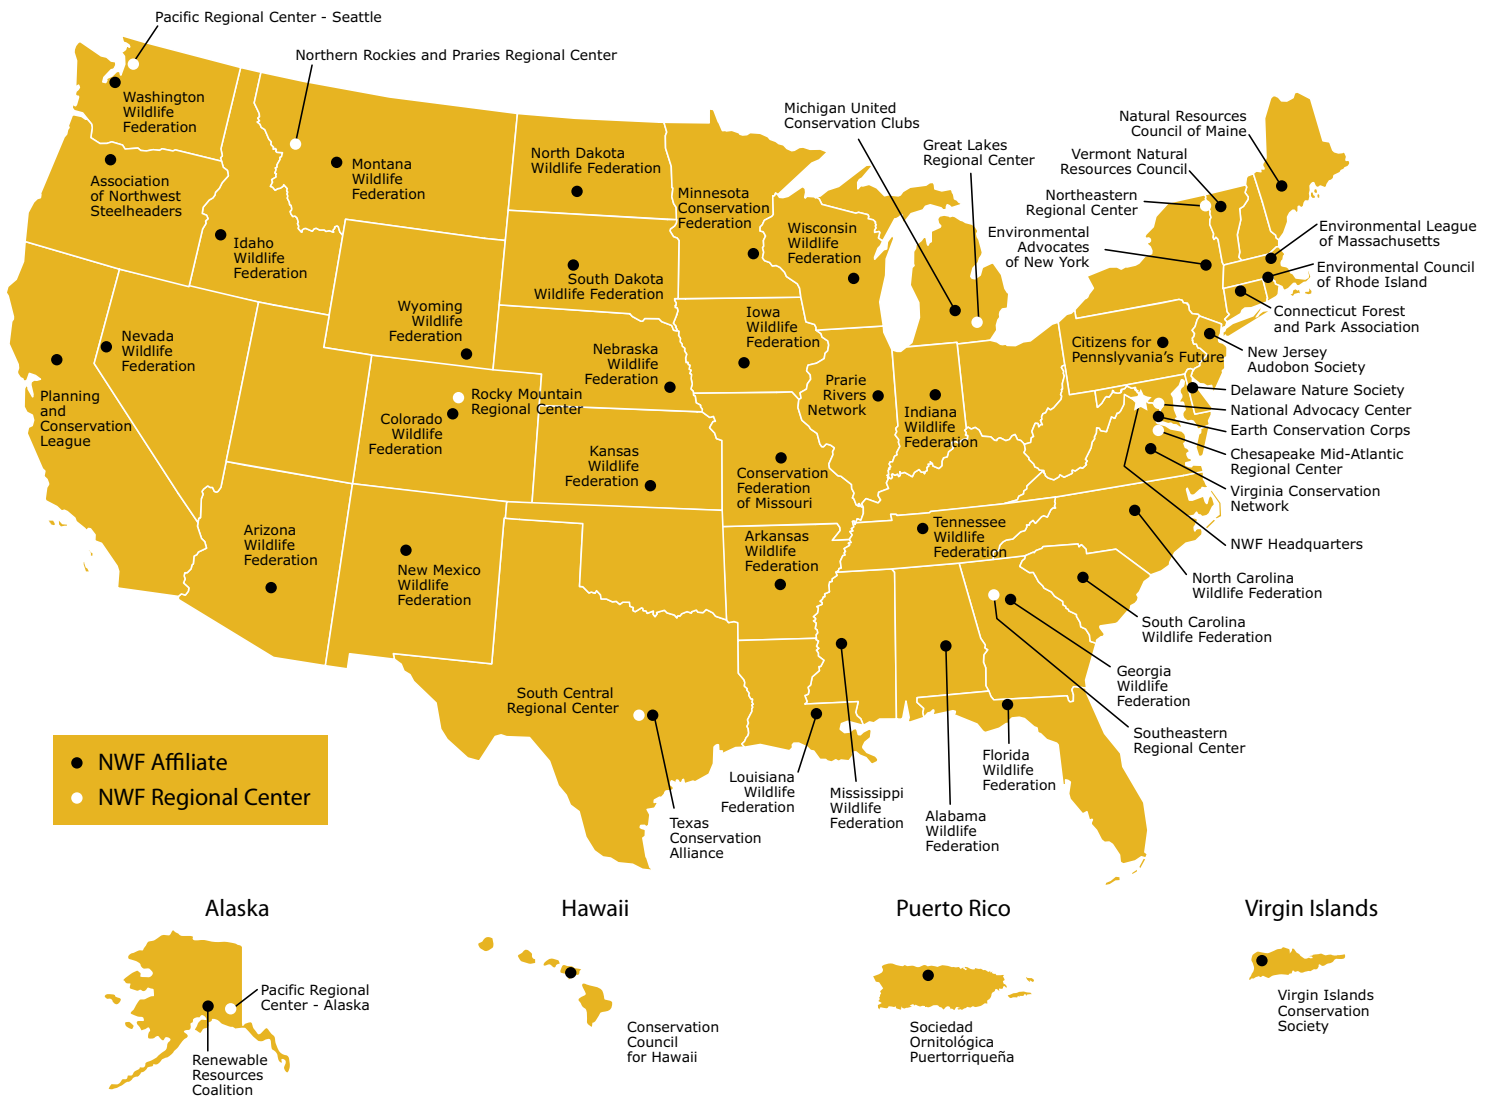 Pacific Regional Center - Seattle
Northern Rockies and Praries Regional Center
Washington
Wildlife
Federation
Association
of Northwest
Steelheaders
Montana
Wildlife
Federation
Idaho
Wildlife
Federation
North Dakota
Wildlife Federation
South Dakota
Wildlife Federation
Minnesota
Conservation
Federation
Wisconsin
Wildlife
Federation
Michigan United
Conservation Clubs
Great Lakes
Regional Center
Natural Resources
Council of Maine
Vermont Natural
Resources Council
Northeastern
Regional Center
Environmental
Advocates
of New York
Environmental League
of Massachusetts
Environmental Council
of Rhode Island
Connecticut Forest
and Park Association
New Jersey
Audobon Society
Citizens for
Pennslyvania's Future
Delaware Nature Society
National Advocacy Center
Earth Conservation Corps
Chesapeake Mid-Atlantic
Regional Center
Virginia Conservation
Network
NWF Headquarters
North Carolina
Wildlife Federation
South Carolina
Wildlife Federation
Georgia
Wildlife
Federation
Southeastern
Regional Center
Florida
Wildlife
Federation
Alabama
Wildlife
Federation
Mississippi
Wildlife
Federation
Louisiana
Wildlife
Federation
Texas
Conservation
Alliance
South Central
Regional Center
Wyoming
Wildlife
Federation
Nebraska
Wildlife
Federation
Iowa
Wildlife
Federation
Prarie
Rivers
Network
Indiana
Wildlife
Federation
Nevada
Wildlife
Federation
Planning
and
Conservation
League
Rocky Mountain
Regional Center
Colorado
Wildlife
Federation
Kansas
Wildlife
Federation
Conservation
Federation
of Missouri
Tennessee
Wildlife
Federation
Arkansas
Wildlife
Federation
Arizona
Wildlife
Federation
New Mexico
Wildlife
Federation
NWF Affiliate
NWF Regional Center
Alaska
Pacific Regional
Center - Alaska
Renewable
Resources
Coalition
Hawaii
Conservation
Council
for Hawaii
Puerto Rico
Sociedad
Ornitológica
Puertorriqueña
Virgin Islands
Virgin Islands
Conservation
Society